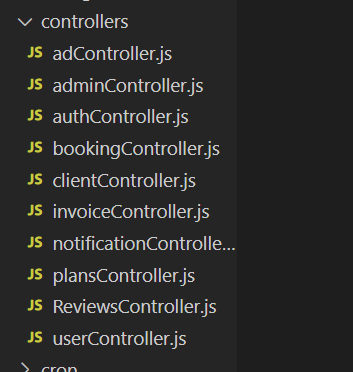 controllers
JS adController.js
JS adminController.js
JS authController.js
JS bookingController.js
JS clientController.js
JS invoiceController.js
JS notificationControlle...
JS plansController.js
JS ReviewsController.js
JS userController.js
cron